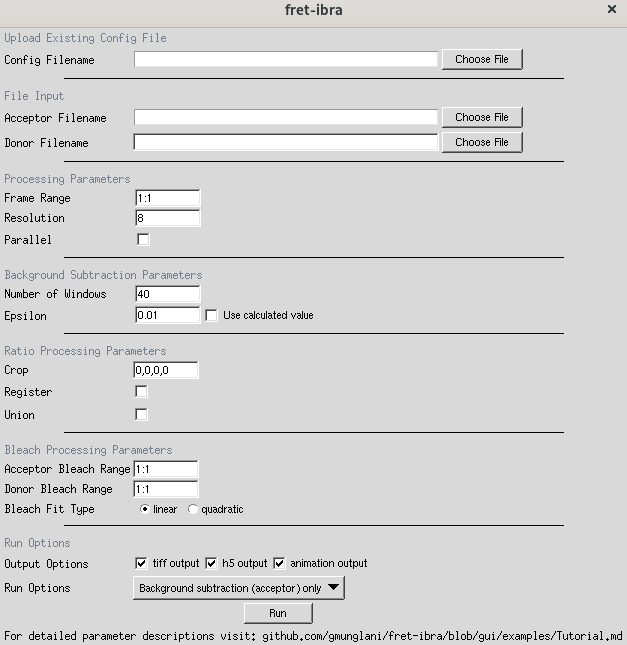 fret-ibra
Upload Existing Config File
Config Filename Choose File
File Input
Acceptor Filename Choose File
Donor Filename Choose File
Processing Parameters
Frame Range 1:1
Resolution 8
Parallel
Background Subtraction Parameters
Number of Windows 40
Epsilon 0.01 Use calculated value
Ratio Processing Parameters
Crop 0,0,0,0
Register
Union
Bleach Processing Parameters
Acceptor Bleach Range 1:1
Donor Bleach Range 1:1
Bleach Fit Type linear quadratic
Run Options
Output Options tiff output h5 output animation output
Run Options Background subtraction (acceptor) only
Run
For detailed parameter descriptions visit: github.com/gmunglani/fret-ibra/blob/gui/examples/Tutorial.md